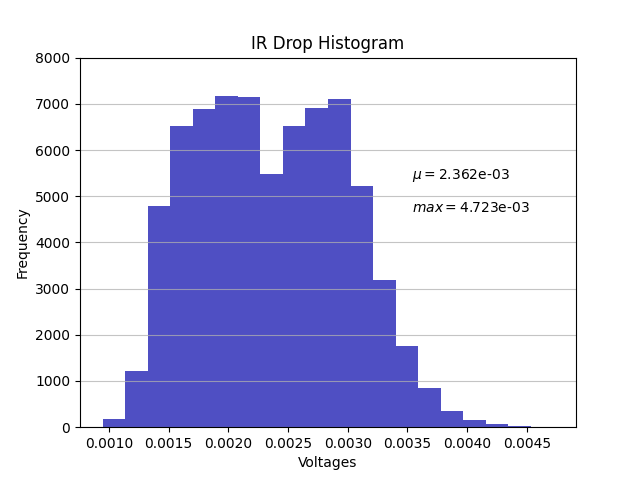 IR Drop Histogram
8000
7000
6000
5000
4000
3000
2000
1000
0
Frequency
μ = 2.362e-03
max = 4.723e-03
0.0010 0.0015 0.0020 0.0025 0.0030 0.0035 0.0040 0.0045
Voltages